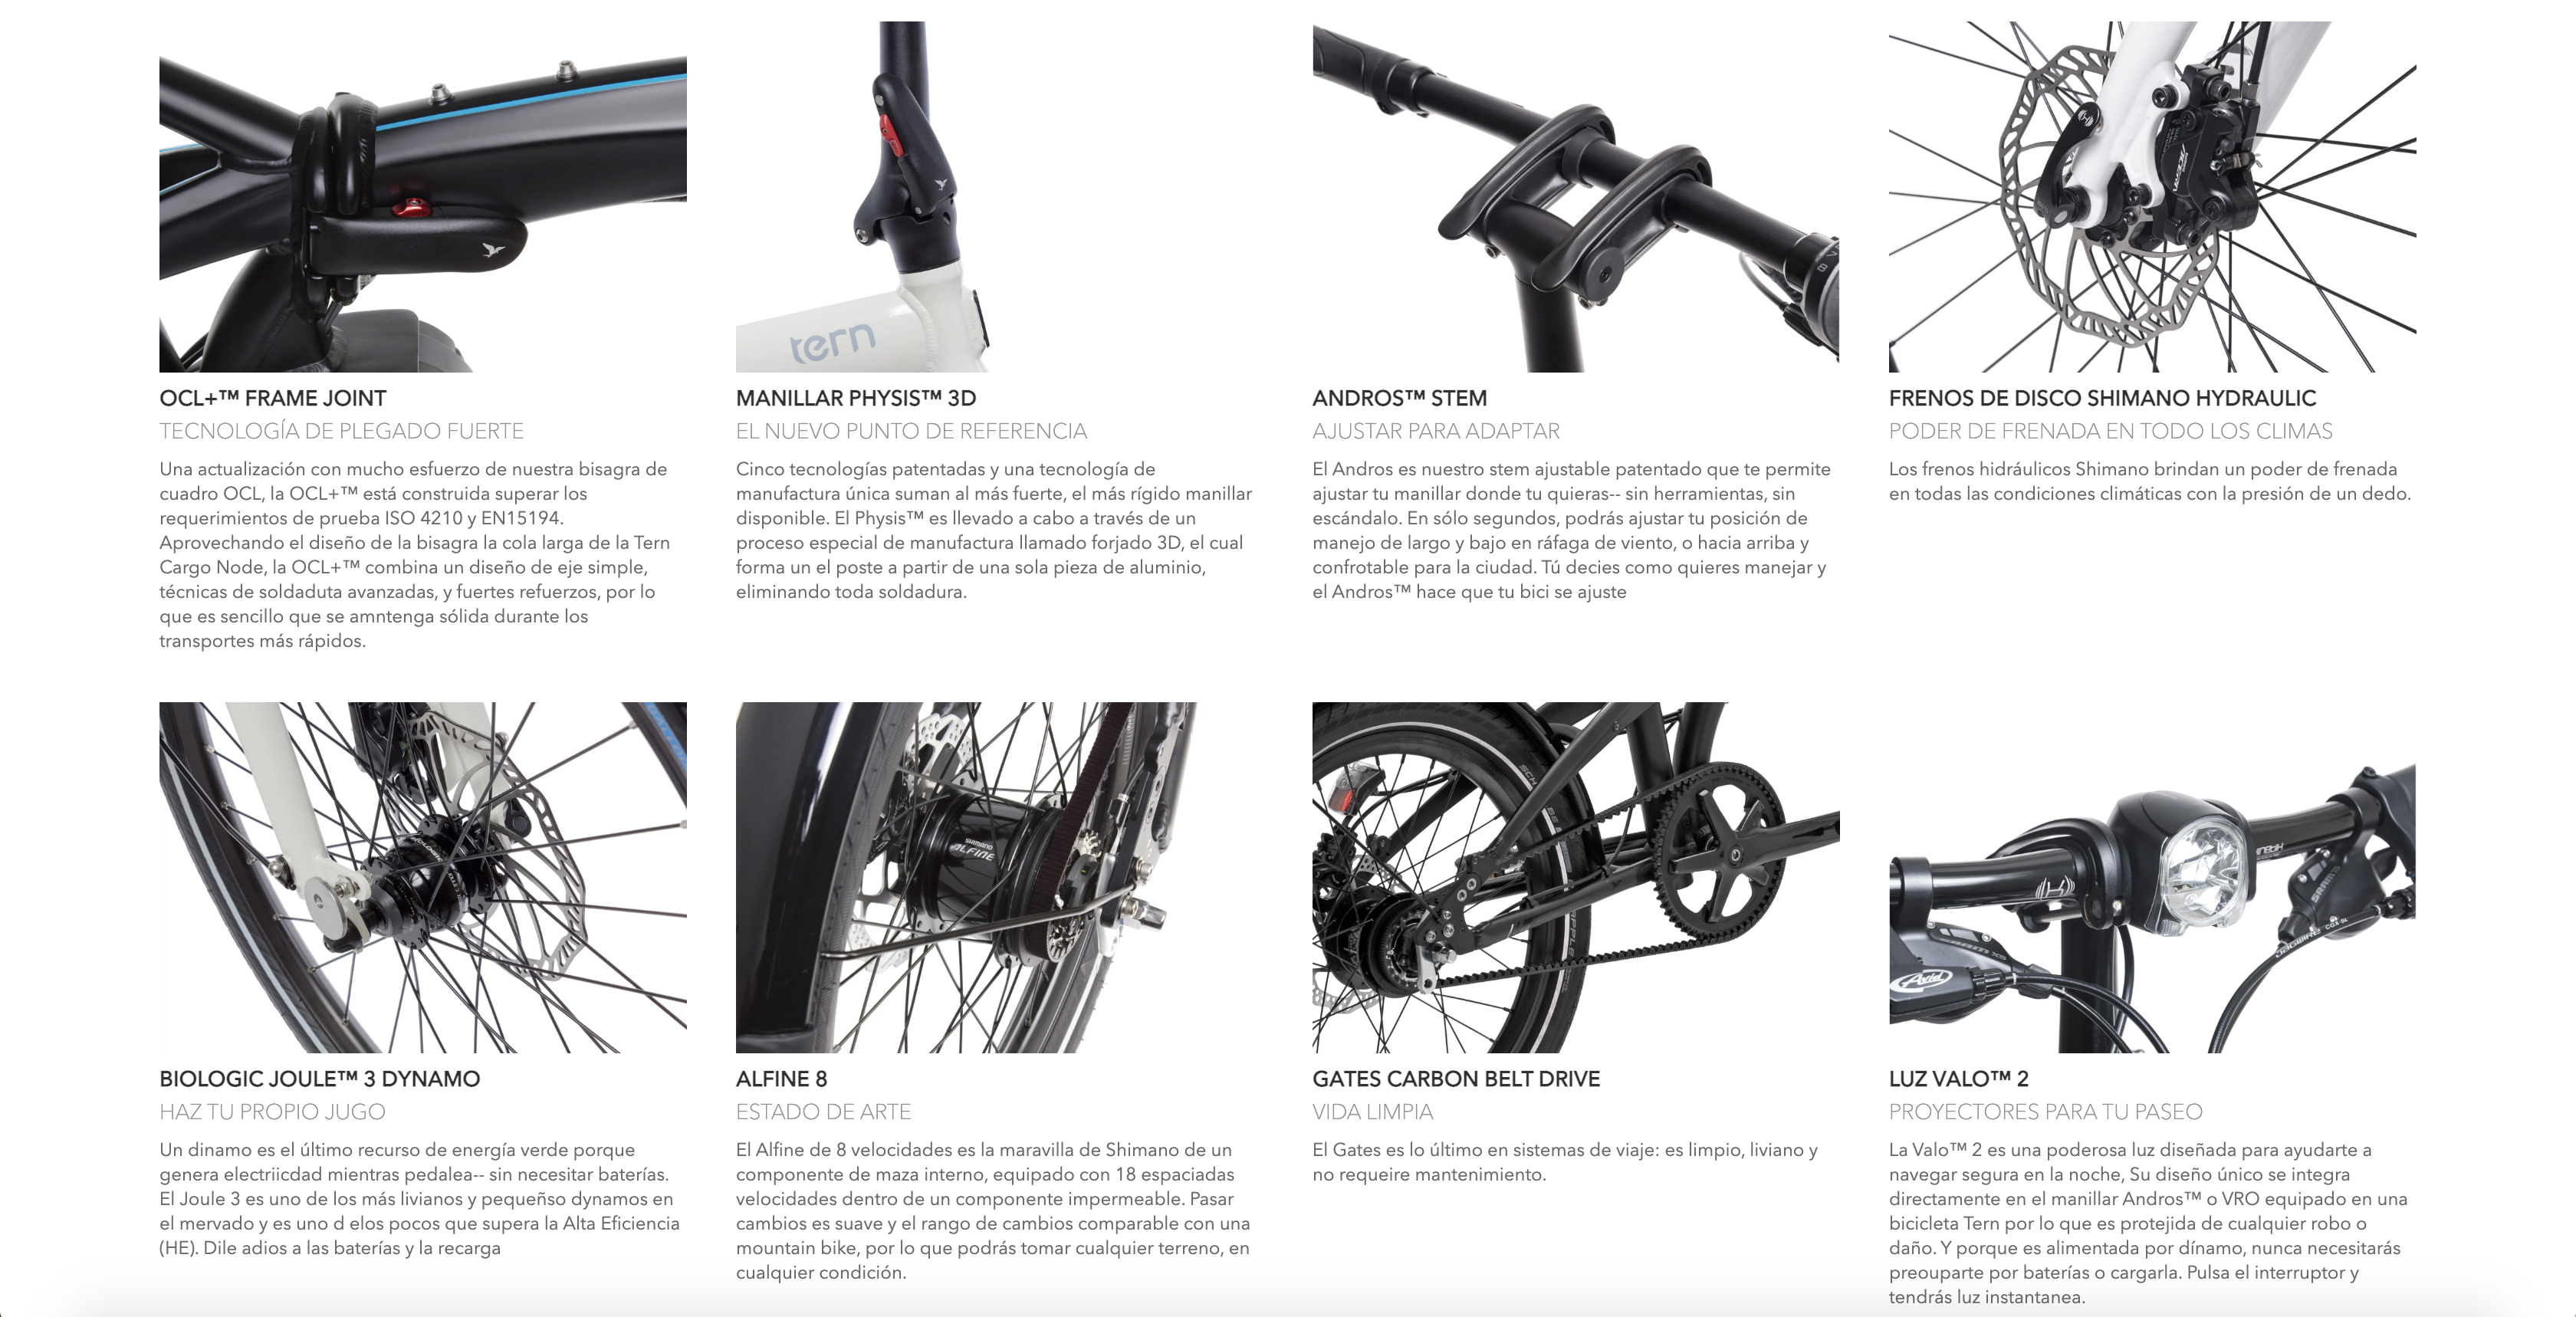 tern
OCL+™ FRAME JOINT
TECNOLOGÍA DE PLEGADO FUERTE
Una actualización con mucho esfuerzo de nuestra bisagra de
cuadro OCL, la OCL+™ está construida superar los
requerimientos de prueba ISO 4210 y EN15194.
Aprovechando el diseño de la bisagra la cola larga de la Tern
Cargo Node, la OCL+™ combina un diseño de eje simple,
técnicas de soldaduta avanzadas, y fuertes refuerzos, por lo
que es sencillo que se amntenga sólida durante los
transportes más rápidos.
MANILLAR PHYSIS™ 3D
EL NUEVO PUNTO DE REFERENCIA
Cinco tecnologías patentadas y una tecnología de
manufactura única suman al más fuerte, el más rígido manillar
disponible. El Physis™ es llevado a cabo a través de un
proceso especial de manufactura llamado forjado 3D, el cual
forma un el poste a partir de una sola pieza de aluminio,
eliminando toda soldadura.
ANDROS™ STEM
AJUSTAR PARA ADAPTAR
El Andros es nuestro stem ajustable patentado que te permite
ajustar tu manillar donde tu quieras-- sin herramientas, sin
escándalo. En sólo segundos, podrás ajustar tu posición de
manejo de largo y bajo en ráfaga de viento, o hacia arriba y
confrotable para la ciudad. Tú decies como quieres manejar y
el Andros™ hace que tu bici se ajuste
FRENOS DE DISCO SHIMANO HYDRAULIC
PODER DE FRENADA EN TODO LOS CLIMAS
Los frenos hidráulicos Shimano brindan un poder de frenada
en todas las condiciones climáticas con la presión de un dedo.
SHIMANO
ALFINE
SRAM X9
Avid
SRAM
JAGWIRE CGX-SL
BIOLOGIC JOULE™ 3 DYNAMO
HAZ TU PROPIO JUGO
Un dinamo es el último recurso de energía verde porque
genera electriicdad mientras pedalea-- sin necesitar baterías.
El Joule 3 es uno de los más livianos y pequeñso dynamos en
el mervado y es uno d elos pocos que supera la Alta Eficiencia
(HE). Dile adios a las baterías y la recarga
ALFINE 8
ESTADO DE ARTE
El Alfine de 8 velocidades es la maravilla de Shimano de un
componente de maza interno, equipado con 18 espaciadas
velocidades dentro de un componente impermeable. Pasar
cambios es suave y el rango de cambios comparable con una
mountain bike, por lo que podrás tomar cualquier terreno, en
cualquier condición.
GATES CARBON BELT DRIVE
VIDA LIMPIA
El Gates es lo último en sistemas de viaje: es limpio, liviano y
no requeire mantenimiento.
LUZ VALO™ 2
PROYECTORES PARA TU PASEO
La Valo™ 2 es una poderosa luz diseñada para ayudarte a
navegar segura en la noche, Su diseño único se integra
directamente en el manillar Andros™ o VRO equipado en una
bicicleta Tern por lo que es protejida de cualquier robo o
daño. Y porque es alimentada por dínamo, nunca necesitarás
preouparte por baterías o cargarla. Pulsa el interruptor y
tendrás luz instantanea.